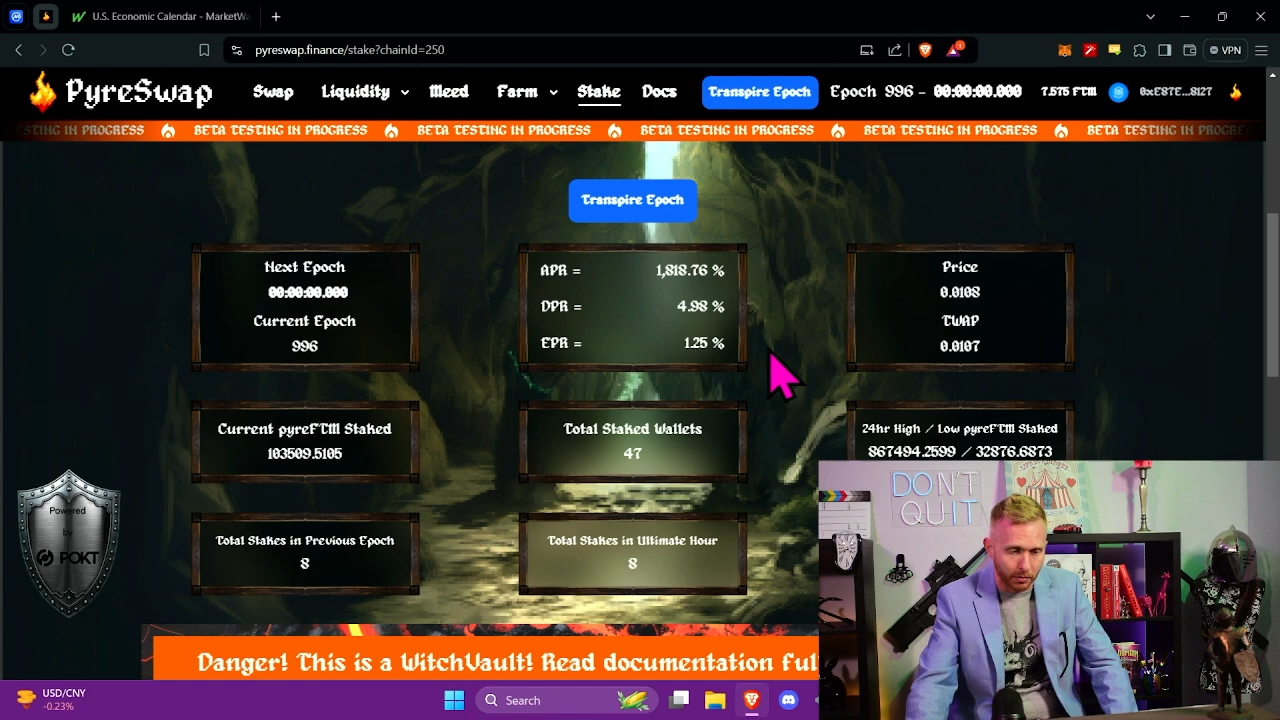 U.S. Economic Calendar - MarketWa
pyreswap.finance/stake?chainId=250
VPN
PyreSwap
Swap
Liquidity
Meed
Farm
Stake
Docs
Transpire Epoch
Epoch 996 - 00:00:00.000
7.575 FTM
0xE87E...8127
STING IN PROGRESS
BETA TESTING IN PROGRESS
BETA TESTING IN PROGRESS
BETA TESTING IN PROGRESS
BETA TESTING IN PROGRESS
BETA TESTING IN PROGRE
Transpire Epoch
Next Epoch
00:00:00.000
Current Epoch
996
APR = 1,818.76 %
DPR = 4.98 %
EPR = 1.25 %
Price
0.0108
TWAP
0.0107
Current pyreFTM Staked
103509.5105
Total Staked Wallets
47
24hr High / Low pyreFTM Staked
867494.2599 / 32876.6873
Powered
by
POKT
Total Stakes in Previous Epoch
8
Total Stakes in Ultimate Hour
8
DON'T
QUIT
Danger! This is a WitchVault! Read documentation ful
USD/CNY
-0.23%
Search